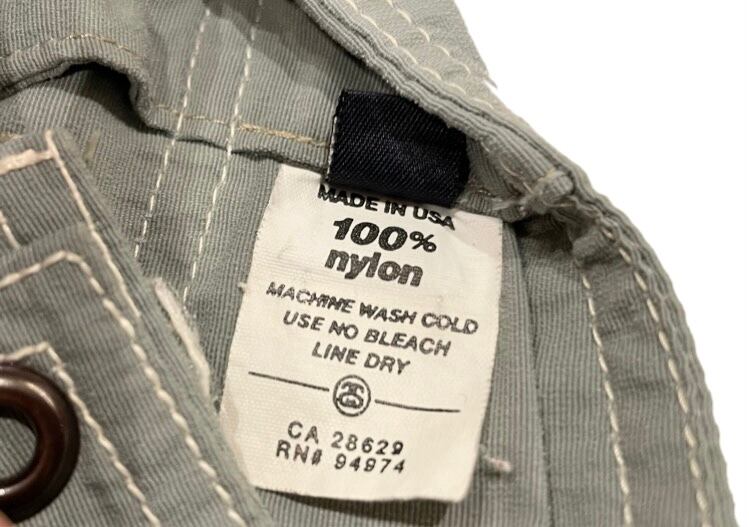 MADE IN USA
100%
nylon
MACHINE WASH COLD
USE NO BLEACH
LINE DRY
CA 28629
RN# 94974